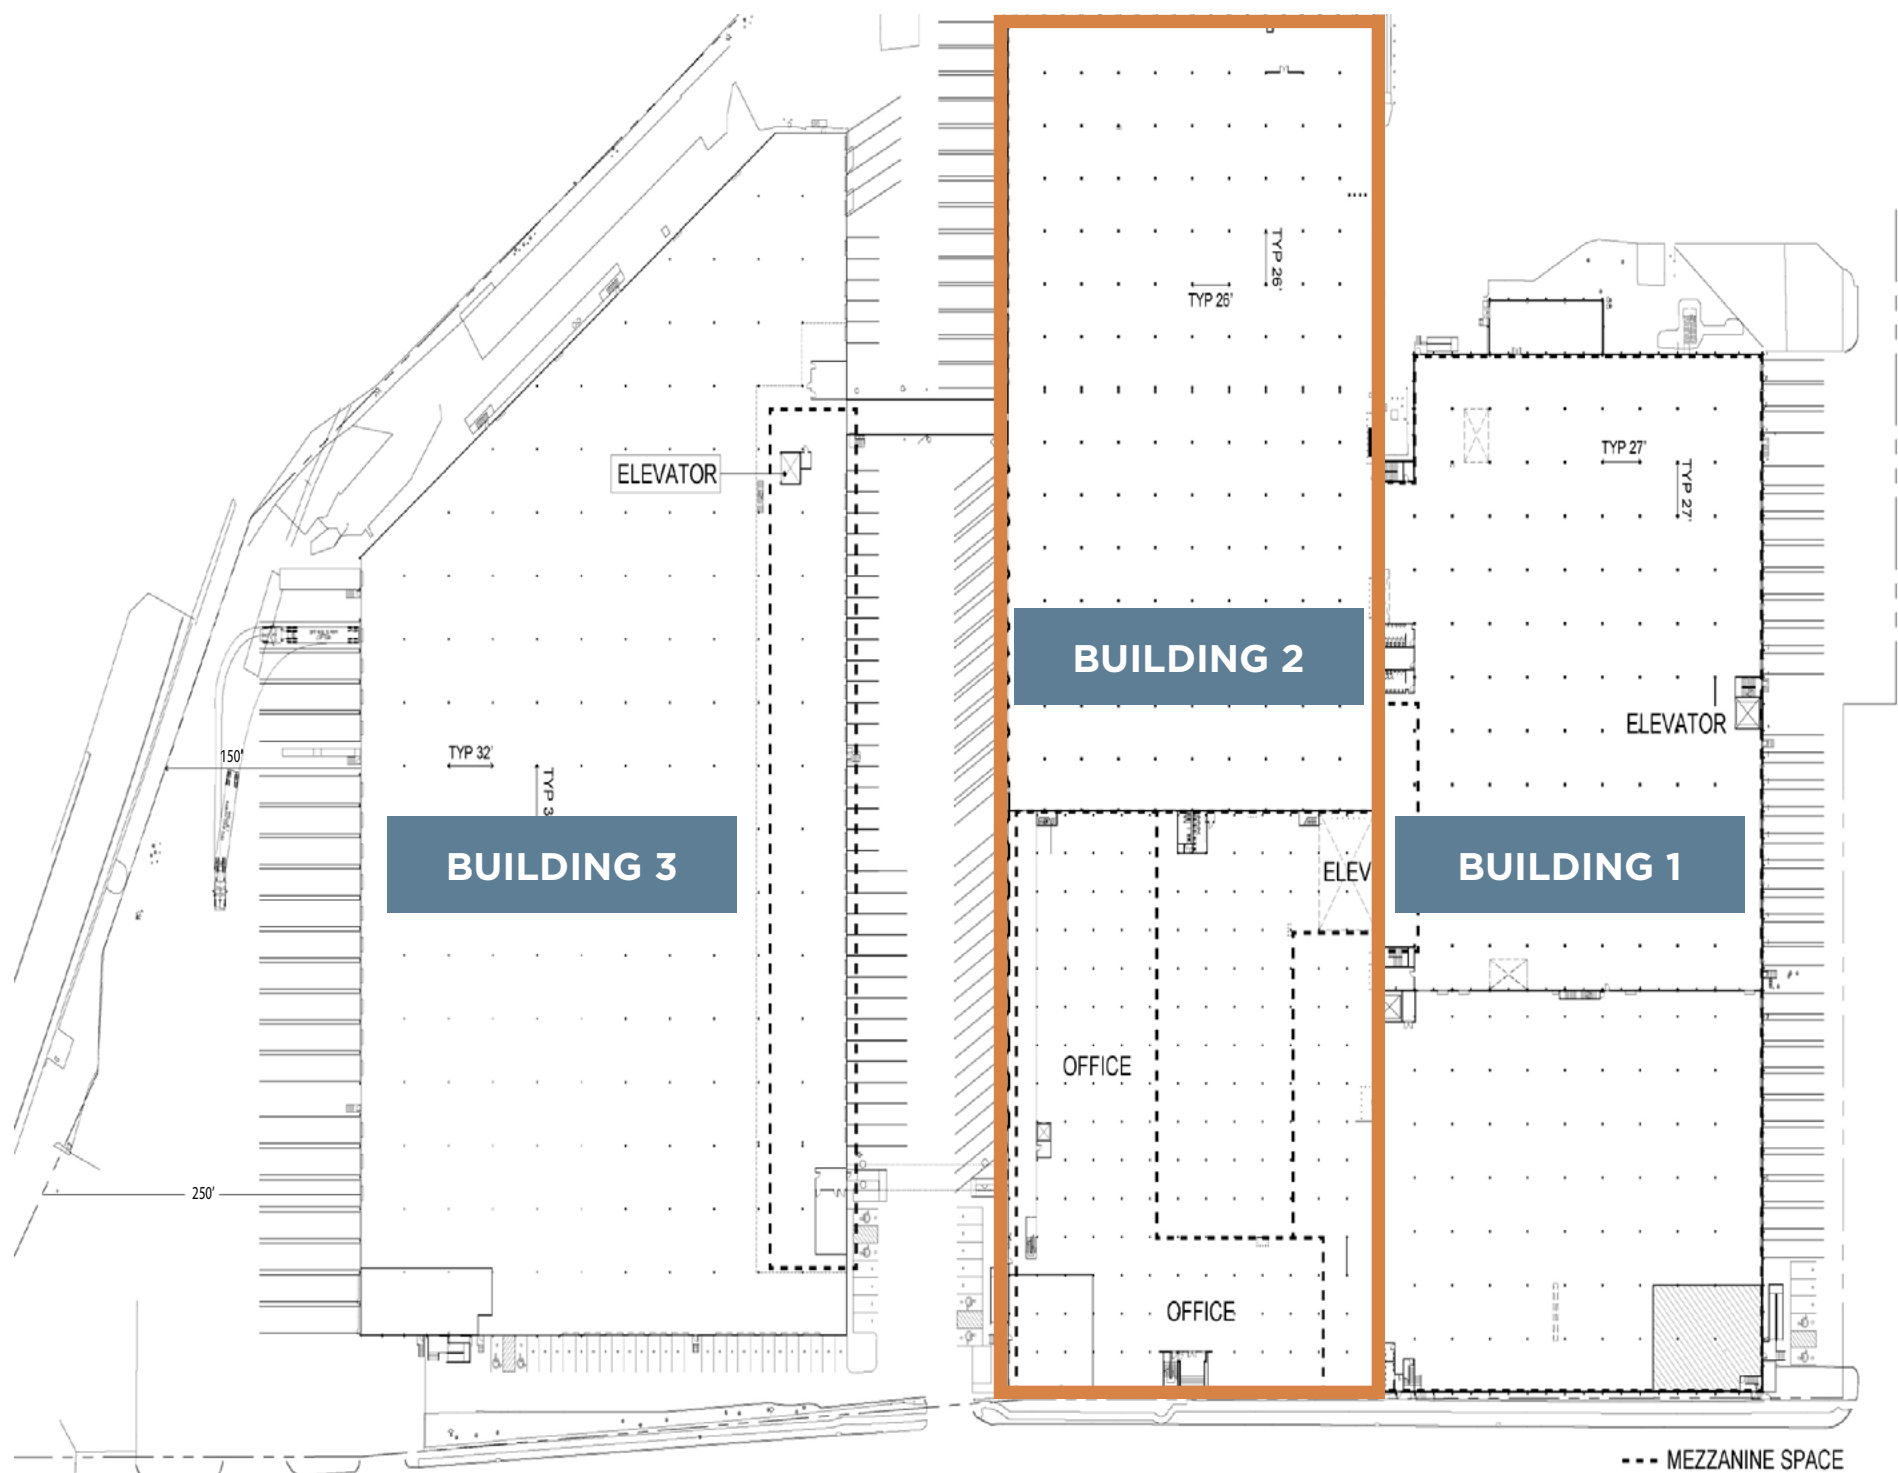 TYP 26'
TYP 26'
TYP 27'
TYP 27'
ELEVATOR
BUILDING 2
ELEVATOR
150'
TYP 32'
TYP 3
BUILDING 3
ELEV
BUILDING 1
OFFICE
250'
OFFICE
MEZZANINE SPACE